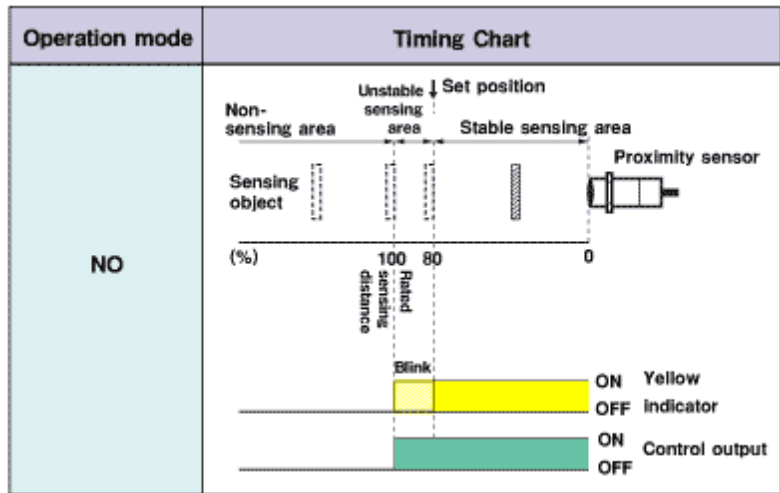 Operation mode
Timing Chart
NO
Unstable
sensing
area
Set position
Non-
sensing area
Stable sensing area
Proximity sensor
Sensing
object
(%)
100
80
0
Rated
sensing
distance
Blink
ON
OFF
Yellow
indicator
ON
OFF
Control output